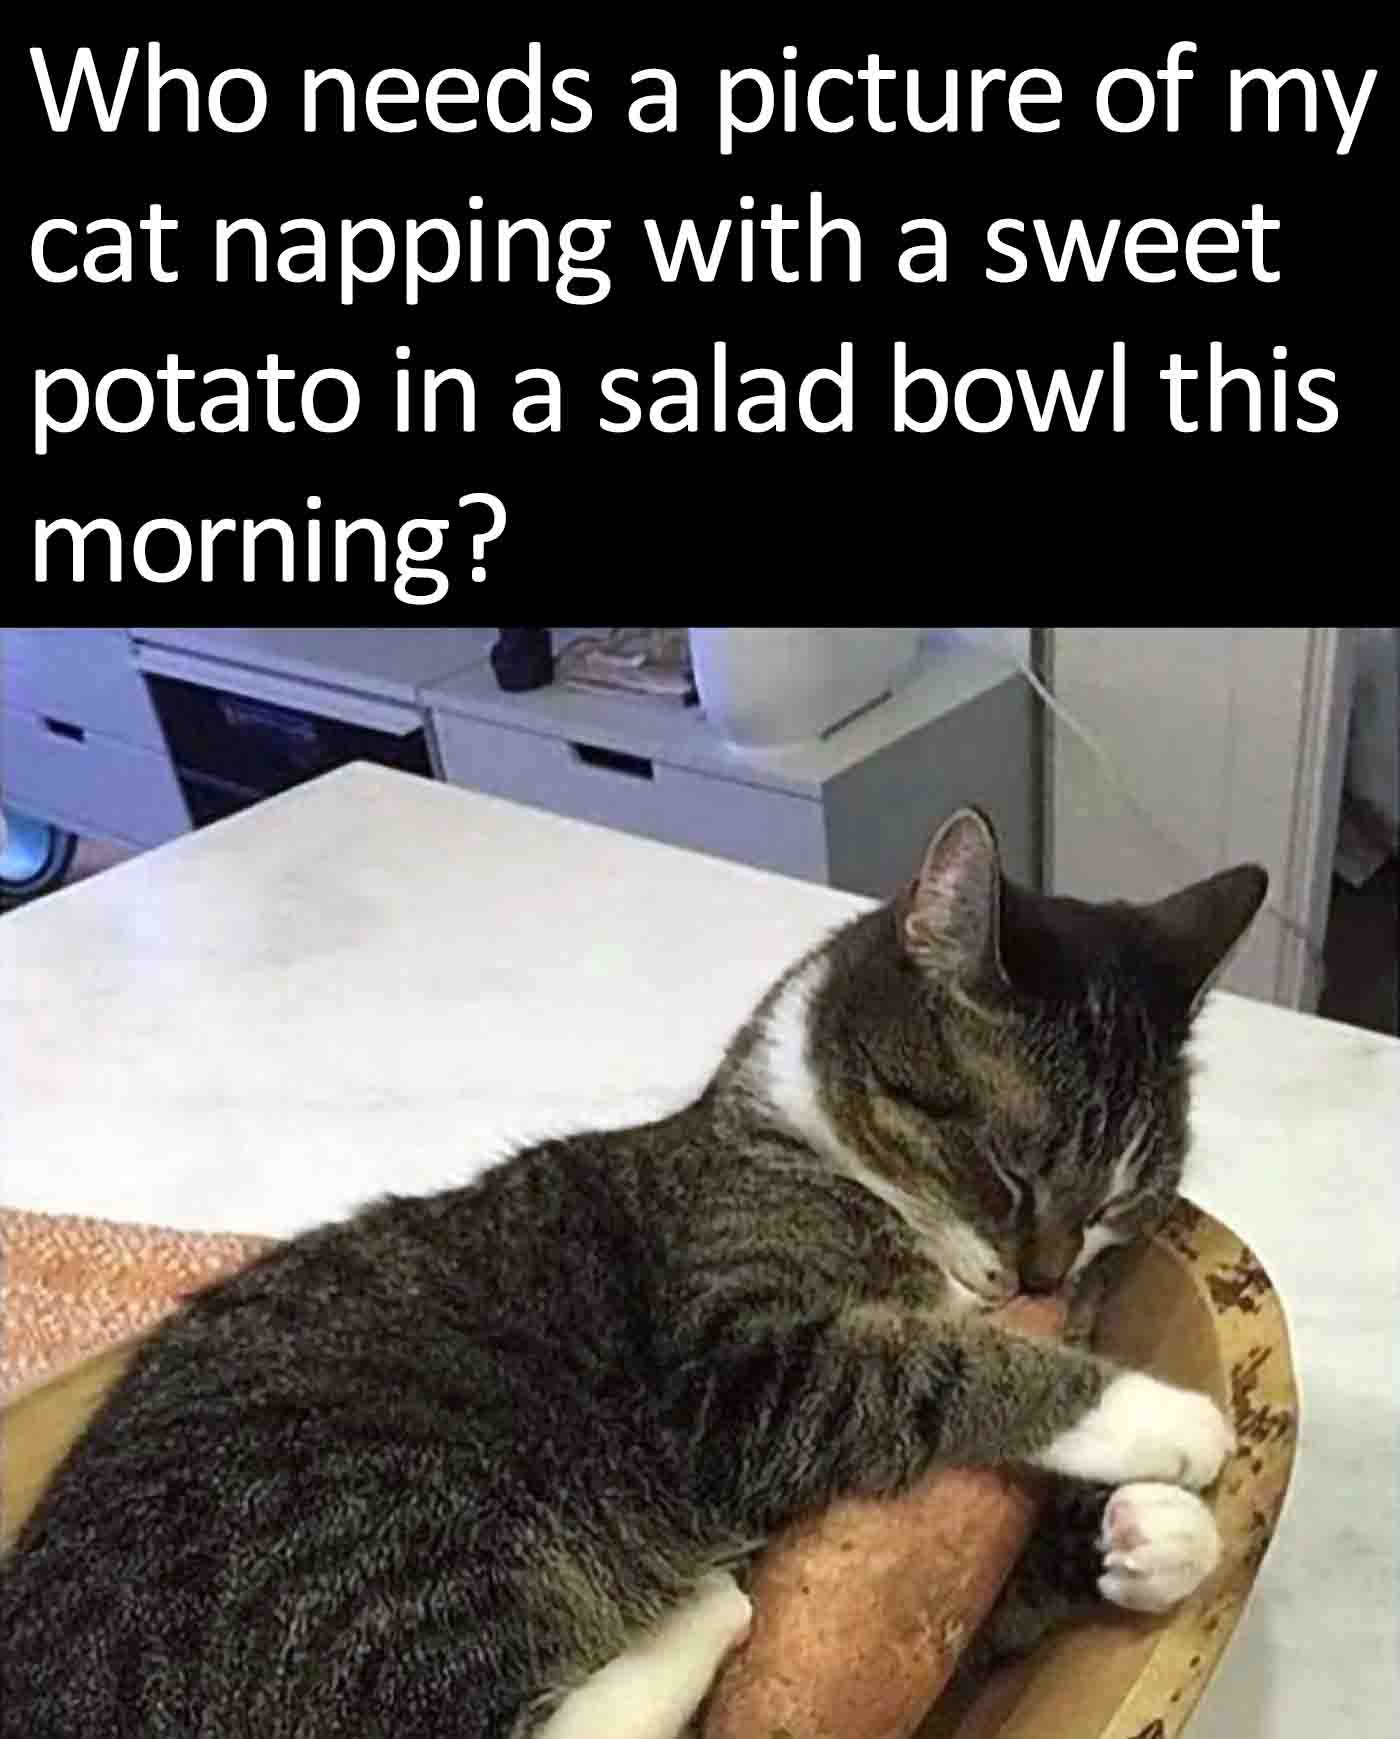 Who needs a picture of my
cat napping with a sweet
potato in a salad bowl this
morning?